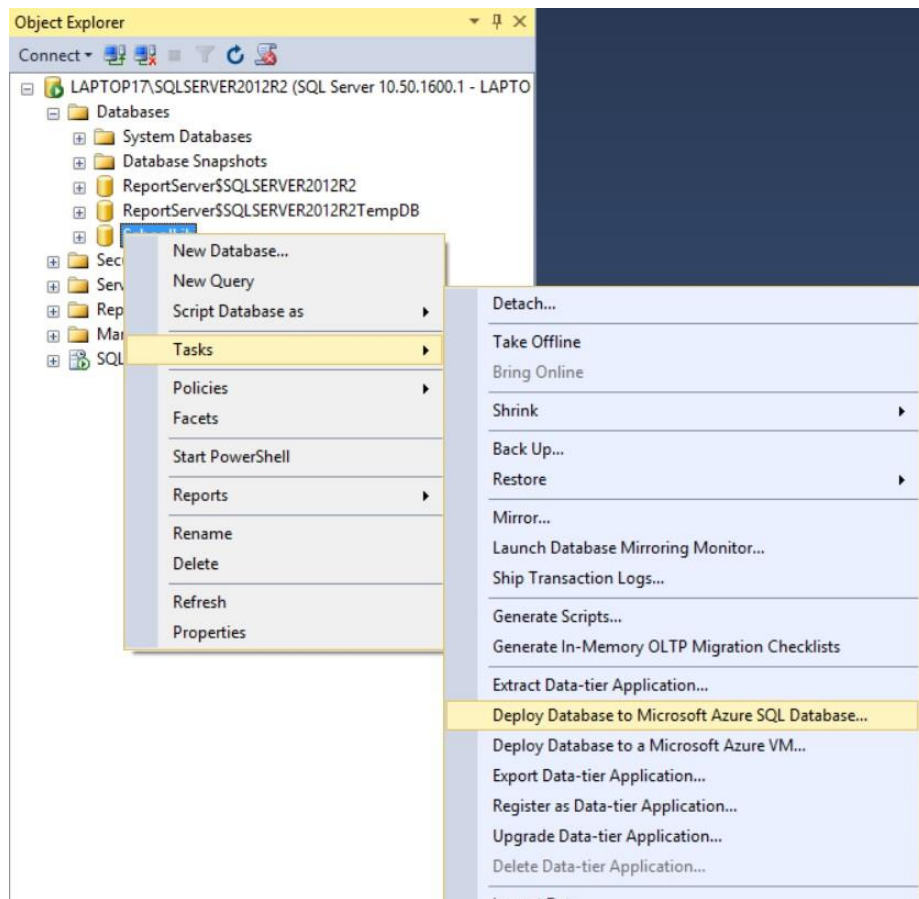 Object Explorer
Connect
LAPTOP17\SQLSERVER2012R2 (SQL Server 10.50.1600.1 - LAPTO
Databases
System Databases
Database Snapshots
ReportServer$SQLSERVER2012R2
ReportServer$SQLSERVER2012R2TempDB
Sec
Serv
Rep
Mar
SQL
New Database...
New Query
Script Database as
Tasks
Policies
Facets
Start PowerShell
Reports
Rename
Delete
Refresh
Properties
Detach...
Take Offline
Bring Online
Shrink
Back Up...
Restore
Mirror...
Launch Database Mirroring Monitor...
Ship Transaction Logs...
Generate Scripts...
Generate In-Memory OLTP Migration Checklists
Extract Data-tier Application...
Deploy Database to Microsoft Azure SQL Database...
Deploy Database to a Microsoft Azure VM...
Export Data-tier Application...
Register as Data-tier Application...
Upgrade Data-tier Application...
Delete Data-tier Application...